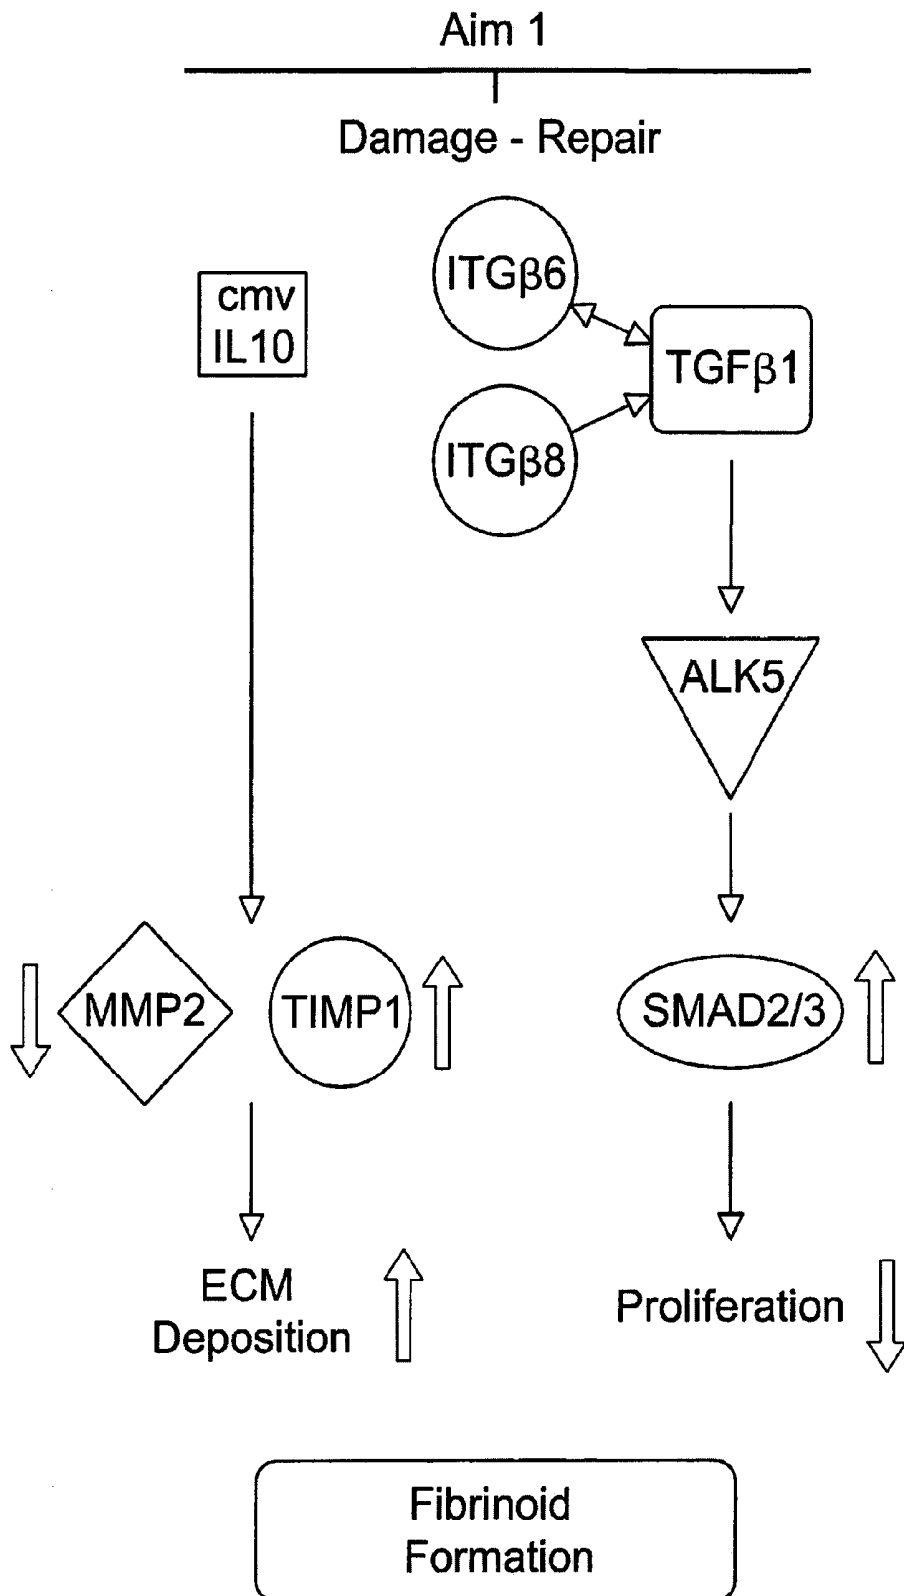 Aim 1
Damage - Repair
ITGβ6
cmv
IL10
TGFβ1
ITGβ8
ALK5
MMP2
TIMP1
SMAD2/3
ECM
Deposition
Proliferation
Fibrinoid
Formation